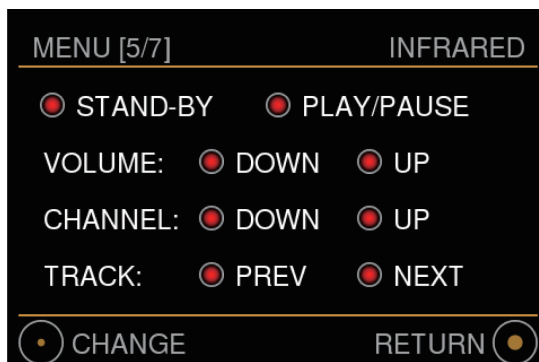 MENU [5/7] INFRARED
STAND-BY PLAY/PAUSE
VOLUME: DOWN UP
CHANNEL: DOWN UP
TRACK: PREV NEXT
CHANGE RETURN